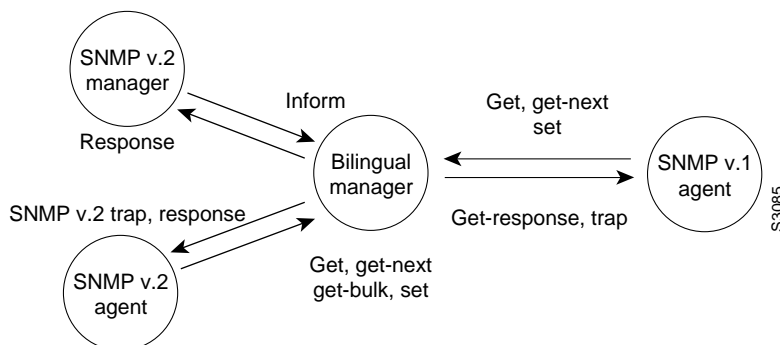 SNMP v.2
manager
Inform
Response
Bilingual
manager
Get, get-next
set
SNMP v.1
agent
Get-response, trap
SNMP v.2 trap, response
SNMP v.2
agent
Get, get-next
get-bulk, set
S3085